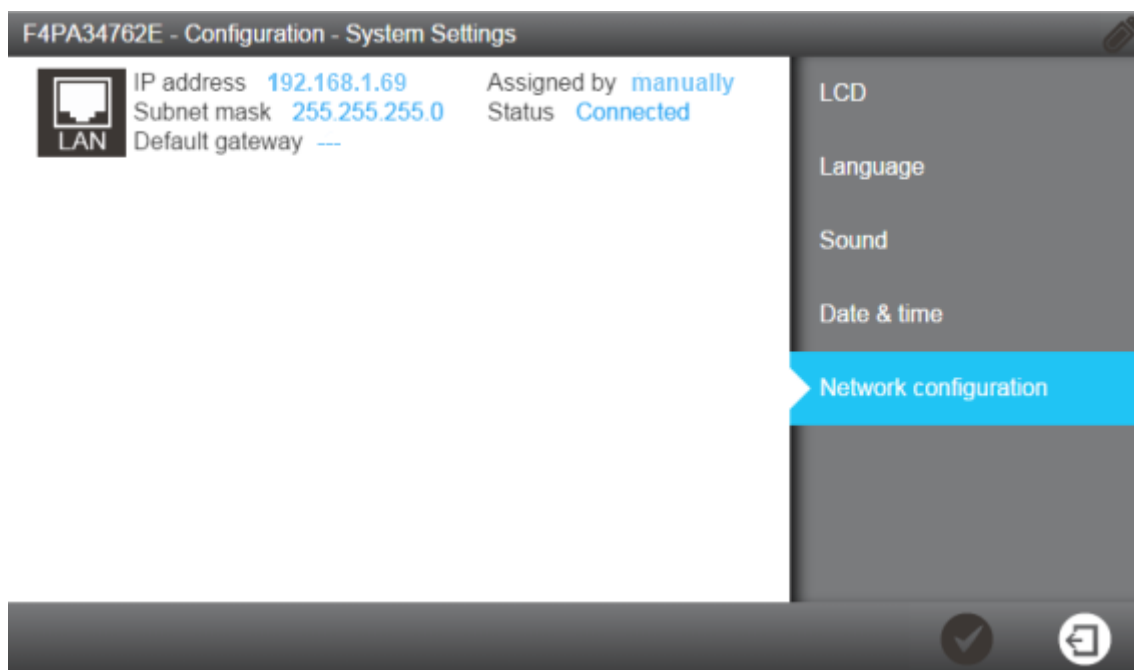 F4PA34762E - Configuration - System Settings
IP address 192.168.1.69 Assigned by manually
Subnet mask 255.255.255.0 Status Connected
LAN
Default gateway ---
LCD
Language
Sound
Date & time
Network configuration